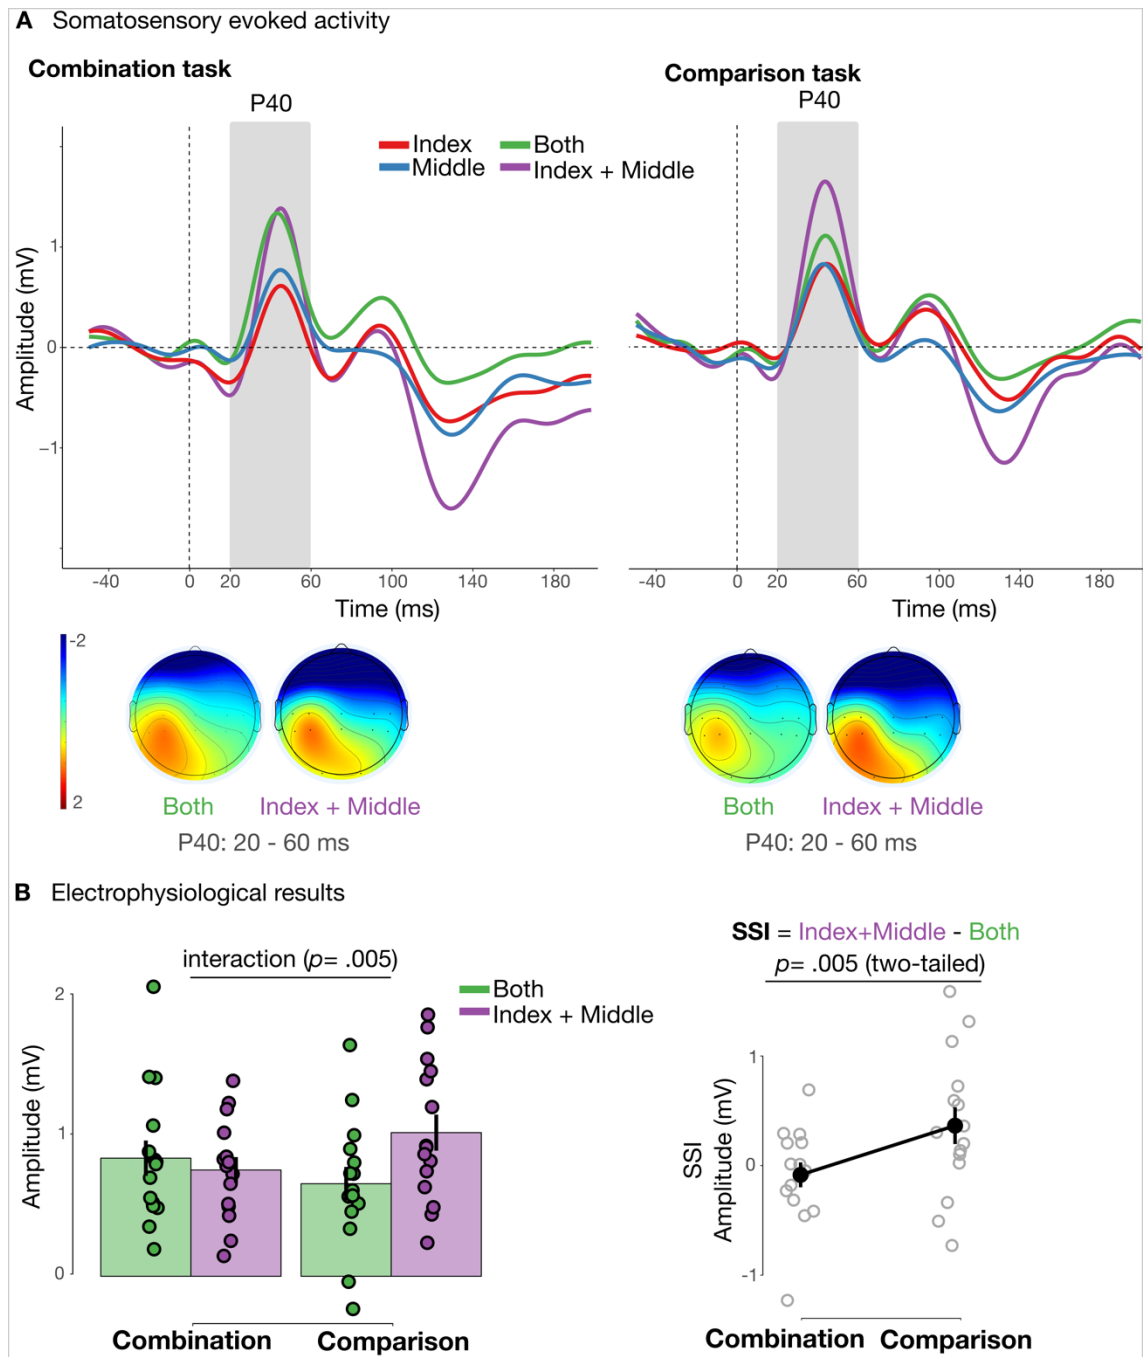 A Somatosensory evoked activity
Combination task
Comparison task
P40
P40
Index
Both
Middle
Index + Middle
Amplitude (mV)
1
0
−1
-40
0
20
60
100
140
180
Time (ms)
-40
0
20
60
100
140
180
Time (ms)
-2
2
Both
Index + Middle
P40: 20 - 60 ms
Both
Index + Middle
P40: 20 - 60 ms
B Electrophysiological results
interaction (p= .005)
Both
Index + Middle
Amplitude (mV)
2
1
0
Combination
Comparison
SSI = Index+Middle - Both
p= .005 (two-tailed)
SSI
Amplitude (mV)
1
0
-1
Combination
Comparison